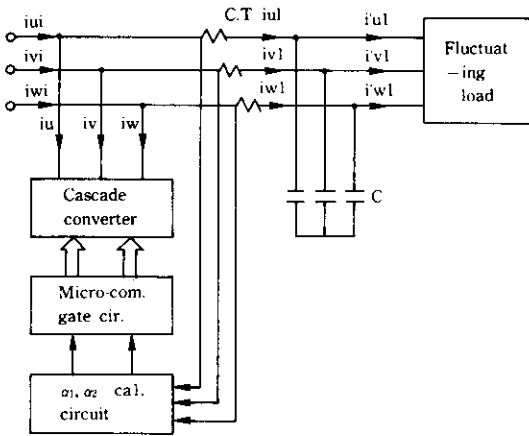 iui
C.T iul
i'ul
ivi
ivl
i'vl
iwi
iwl
i'wl
Fluctuat
-ing
load
iu
iv
iw
Cascade
converter
C
Micro-com.
gate cir.
α1, α2 cal.
circuit